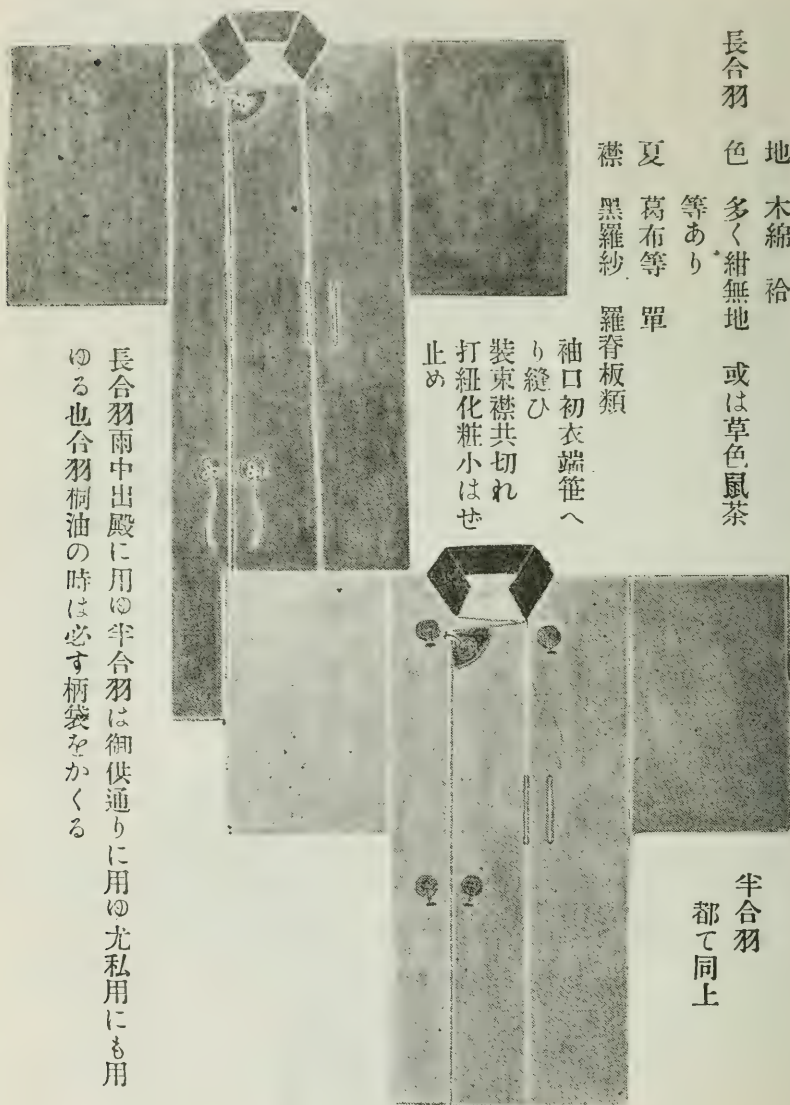 長合羽
地 木綿 袷
色 多く紺無地 或は草色鼠茶
等あり
夏 葛布等 單
襟 黑羅紗 羅脊板類
袖口初衣端笹へ
り縫ひ
裝束襟共切れ
打紐化粧小はぜ
止め
半合羽
都て同上
長合羽雨中出殿に用ゆ半合羽は御供通りに用ゆ尤私用にも用
ゆる也合羽桐油の時は必す柄袋をかくる